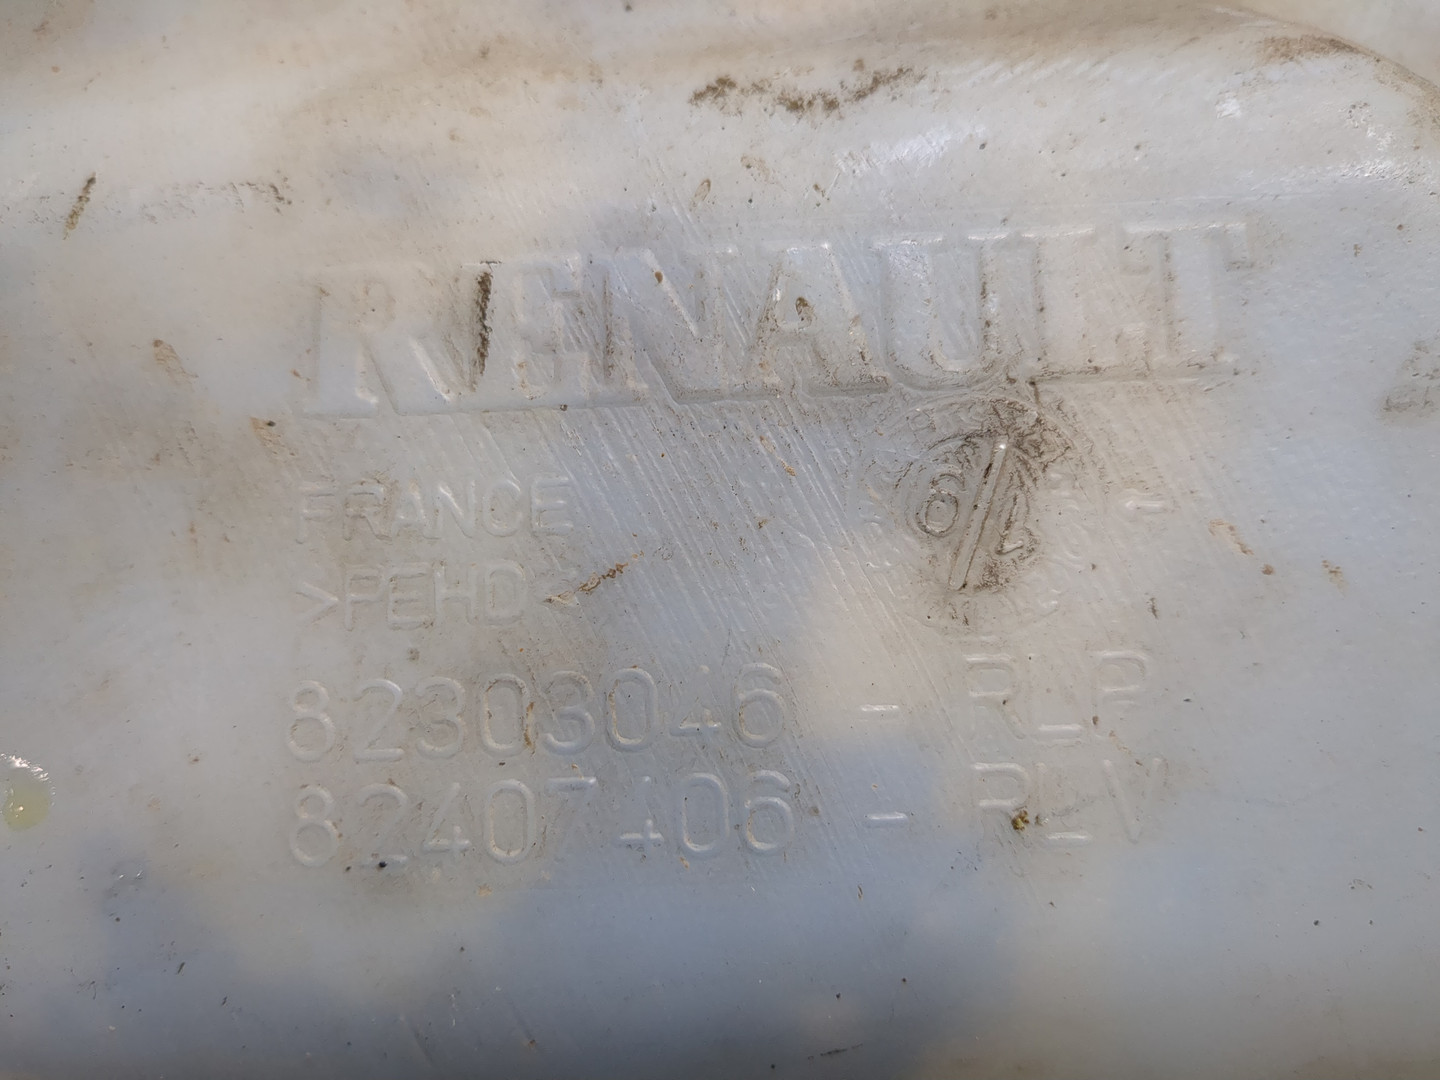 RENAULT
FRANCE
>PEHD<
82303046 - RLP
82407406 - RLV